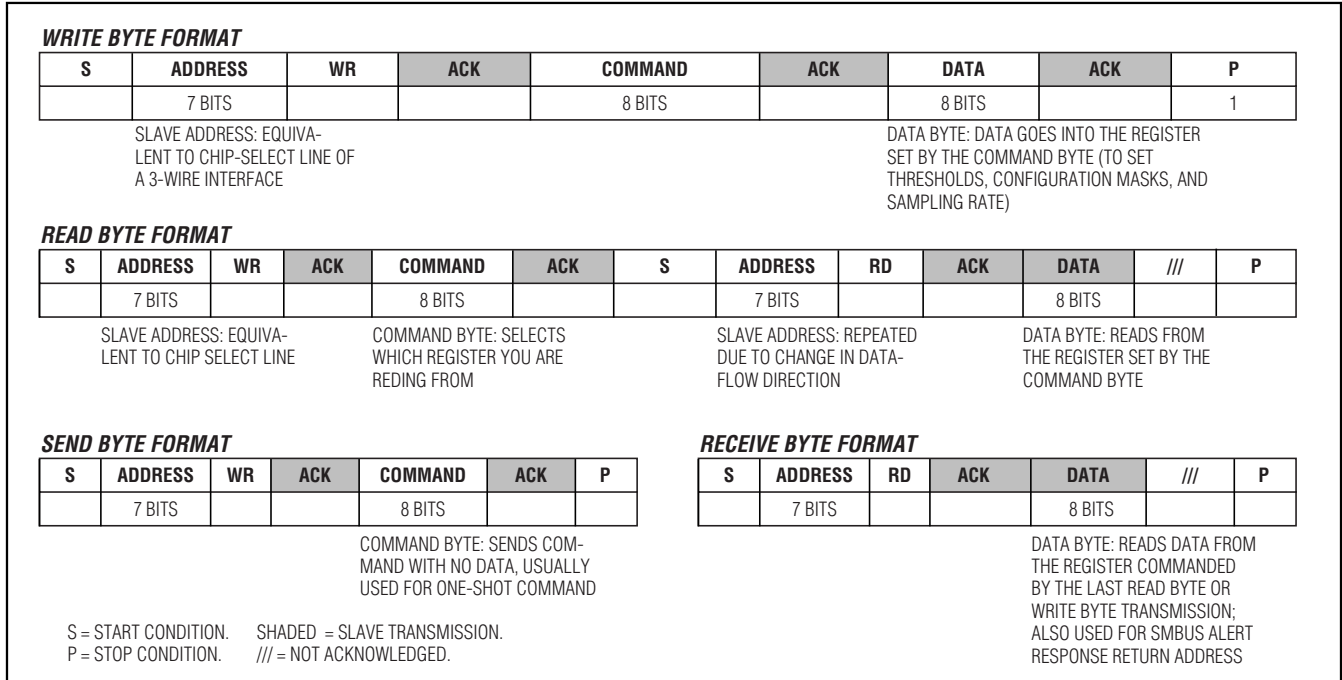 WRITE BYTE FORMAT
S ADDRESS WR ACK COMMAND ACK DATA ACK P
7 BITS 8 BITS 8 BITS 1
SLAVE ADDRESS: EQUIVA-
LENT TO CHIP-SELECT LINE OF
A 3-WIRE INTERFACE
DATA BYTE: DATA GOES INTO THE REGISTER
SET BY THE COMMAND BYTE (TO SET
THRESHOLDS, CONFIGURATION MASKS, AND
SAMPLING RATE)
READ BYTE FORMAT
S ADDRESS WR ACK COMMAND ACK S ADDRESS RD ACK DATA /// P
7 BITS 8 BITS 7 BITS 8 BITS
SLAVE ADDRESS: EQUIVA-
LENT TO CHIP SELECT LINE
COMMAND BYTE: SELECTS
WHICH REGISTER YOU ARE
REDING FROM
SLAVE ADDRESS: REPEATED
DUE TO CHANGE IN DATA-
FLOW DIRECTION
DATA BYTE: READS FROM
THE REGISTER SET BY THE
COMMAND BYTE
SEND BYTE FORMAT
S ADDRESS WR ACK COMMAND ACK P
7 BITS 8 BITS
COMMAND BYTE: SENDS COM-
MAND WITH NO DATA, USUALLY
USED FOR ONE-SHOT COMMAND
RECEIVE BYTE FORMAT
S ADDRESS RD ACK DATA /// P
7 BITS 8 BITS
DATA BYTE: READS DATA FROM
THE REGISTER COMMANDED
BY THE LAST READ BYTE OR
WRITE BYTE TRANSMISSION;
ALSO USED FOR SMBUS ALERT
RESPONSE RETURN ADDRESS
S = START CONDITION. SHADED = SLAVE TRANSMISSION.
P = STOP CONDITION. /// = NOT ACKNOWLEDGED.